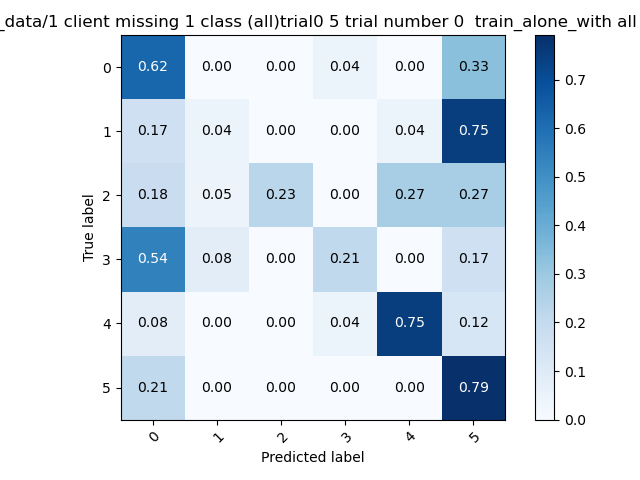 _data/1 client missing 1 class (all)trial0 5 trial number 0  train_alone_with all
True label
0 0.62 0.00 0.00 0.04 0.00 0.33
1 0.17 0.04 0.00 0.00 0.04 0.75
2 0.18 0.05 0.23 0.00 0.27 0.27
3 0.54 0.08 0.00 0.21 0.00 0.17
4 0.08 0.00 0.00 0.04 0.75 0.12
5 0.21 0.00 0.00 0.00 0.00 0.79
0 1 2 3 4 5
Predicted label
0.7
0.6
0.5
0.4
0.3
0.2
0.1
0.0